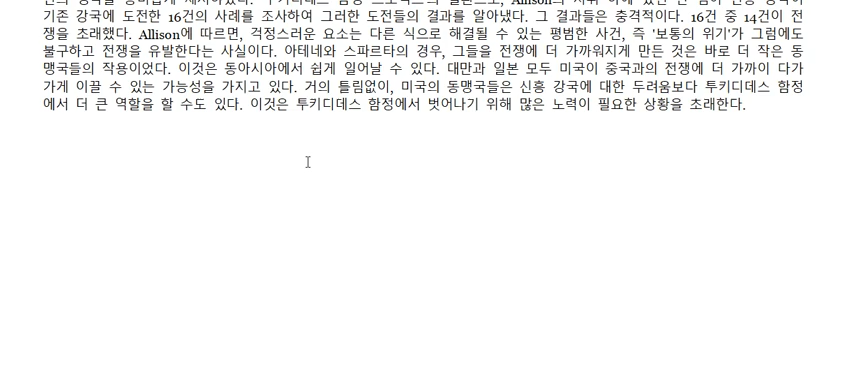 기존 강국에 도전한 16건의 사례를 조사하여 그러한 도전들의 결과를 알아냈다. 그 결과들은 충격적이다. 16건 중 14건이 전
쟁을 초래했다. Allison에 따르면, 걱정스러운 요소는 다른 식으로 해결될 수 있는 평범한 사건, 즉 '보통의 위기'가 그럼에도
불구하고 전쟁을 유발한다는 사실이다. 아테네와 스파르타의 경우, 그들을 전쟁에 더 가까워지게 만든 것은 바로 더 작은 동
맹국들의 작용이었다. 이것은 동아시아에서 쉽게 일어날 수 있다. 대만과 일본 모두 미국이 중국과의 전쟁에 더 가까이 다가
가게 이끌 수 있는 가능성을 가지고 있다. 거의 틀림없이, 미국의 동맹국들은 신흥 강국에 대한 두려움보다 투키디데스 함정
에서 더 큰 역할을 할 수도 있다. 이것은 투키디데스 함정에서 벗어나기 위해 많은 노력이 필요한 상황을 초래한다.